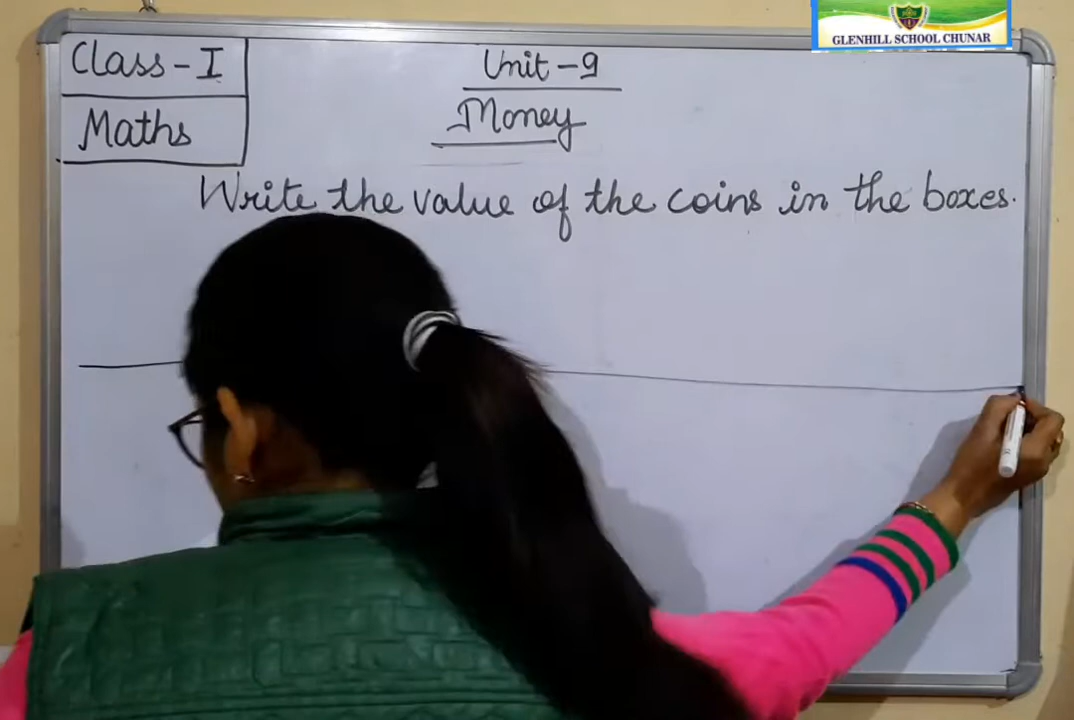 GLENHILL SCHOOL CHUNAR
Class - I
Maths
Unit - 9
Money
Write the value of the coins in the boxes.